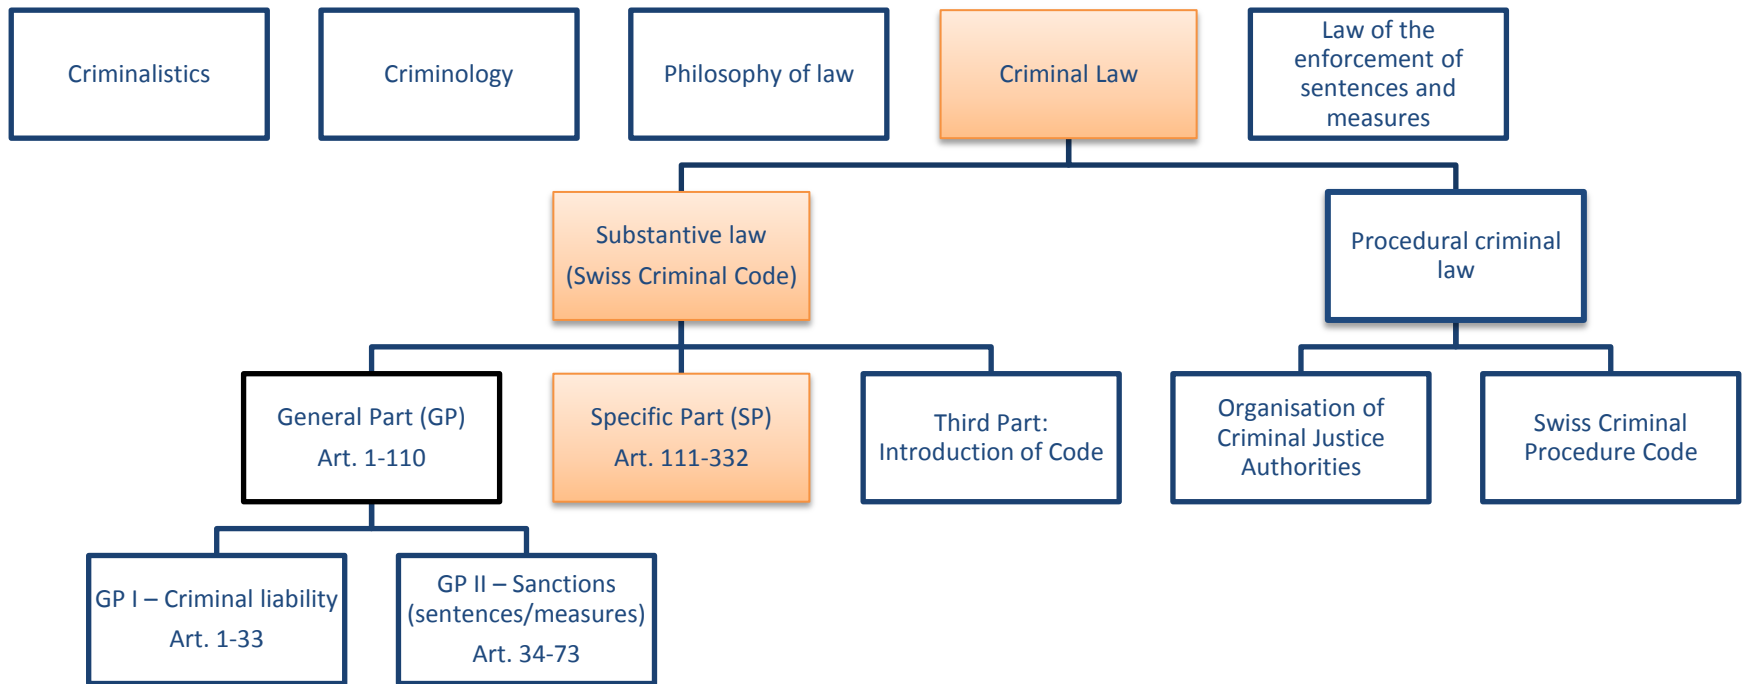 Criminalistics
Criminology
Philosophy of law
Criminal Law
Law of the
enforcement of
sentences and
measures
Substantive law
(Swiss Criminal Code)
Procedural criminal
law
General Part (GP)
Art. 1-110
Specific Part (SP)
Art. 111-332
Third Part:
Introduction of Code
Organisation of
Criminal Justice
Authorities
Swiss Criminal
Procedure Code
GP I – Criminal liability
Art. 1-33
GP II – Sanctions
(sentences/measures)
Art. 34-73